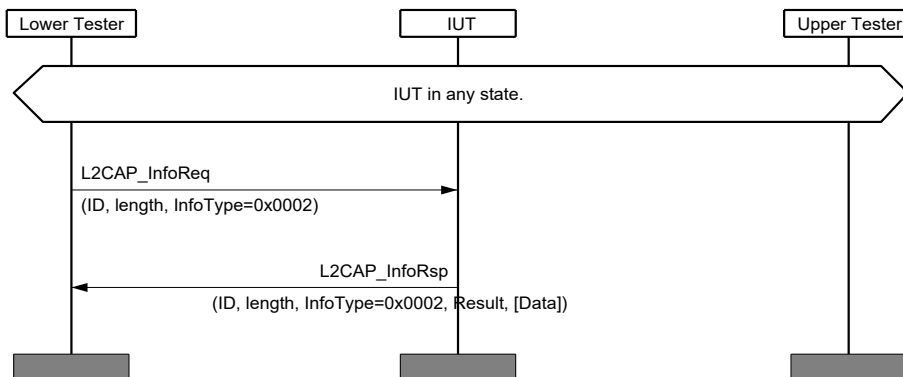 Lower Tester
IUT
Upper Tester
IUT in any state.
L2CAP_InfoReq
(ID, length, InfoType=0x0002)
L2CAP_InfoRsp
(ID, length, InfoType=0x0002, Result, [Data])